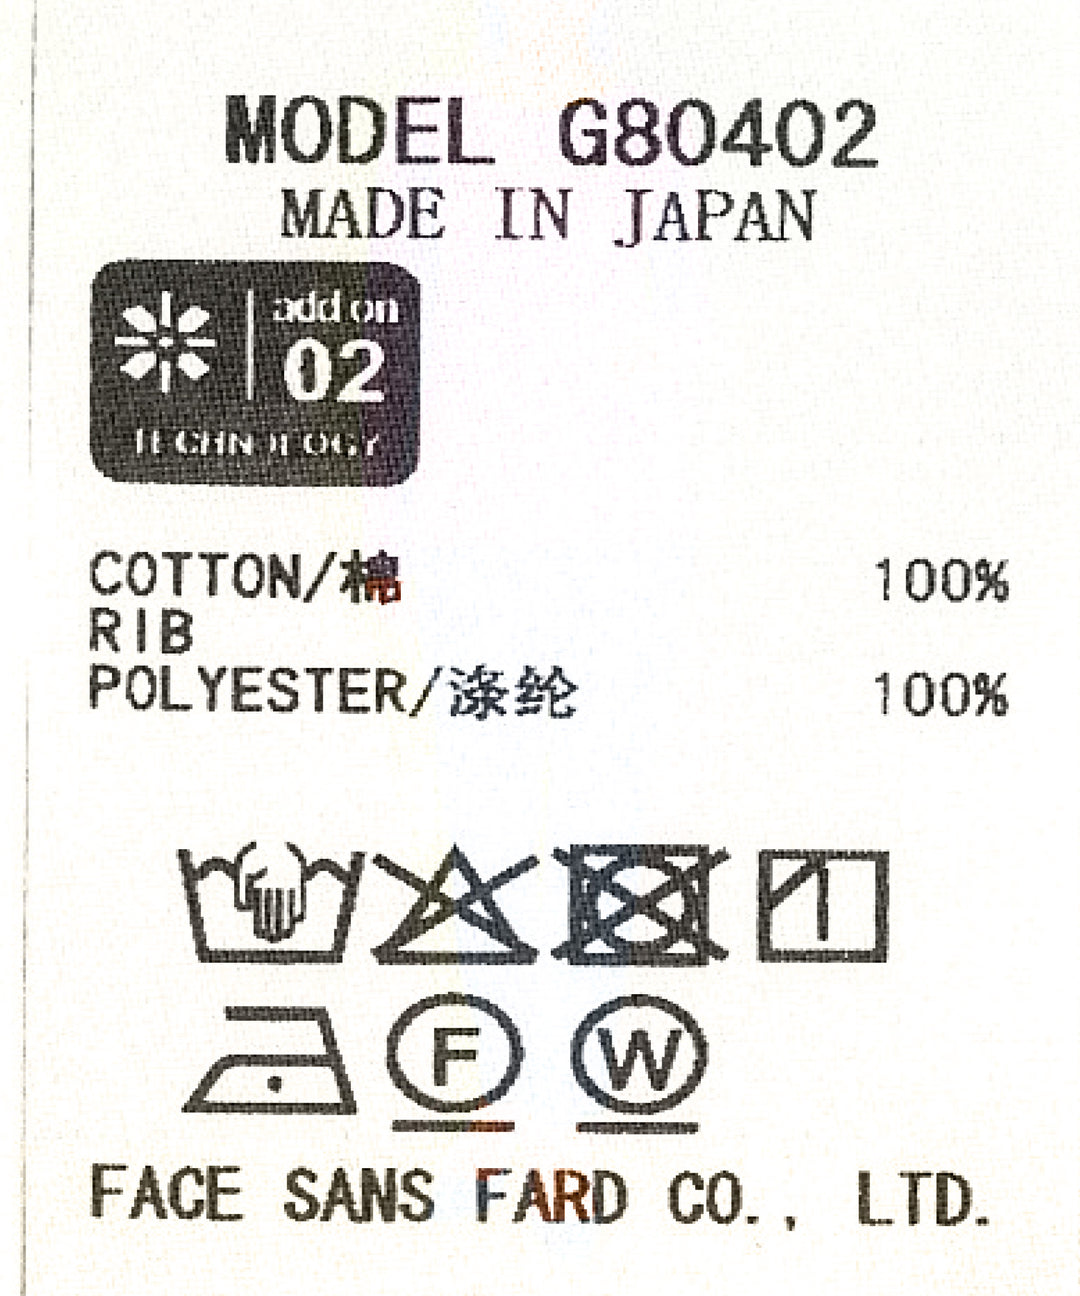 MODEL G80402
MADE IN JAPAN
add on
02
TECHNOLOGY
COTTON/棉 100%
RIB
POLYESTER/涤纶 100%
F
W
FACE SANS FARD CO., LTD.